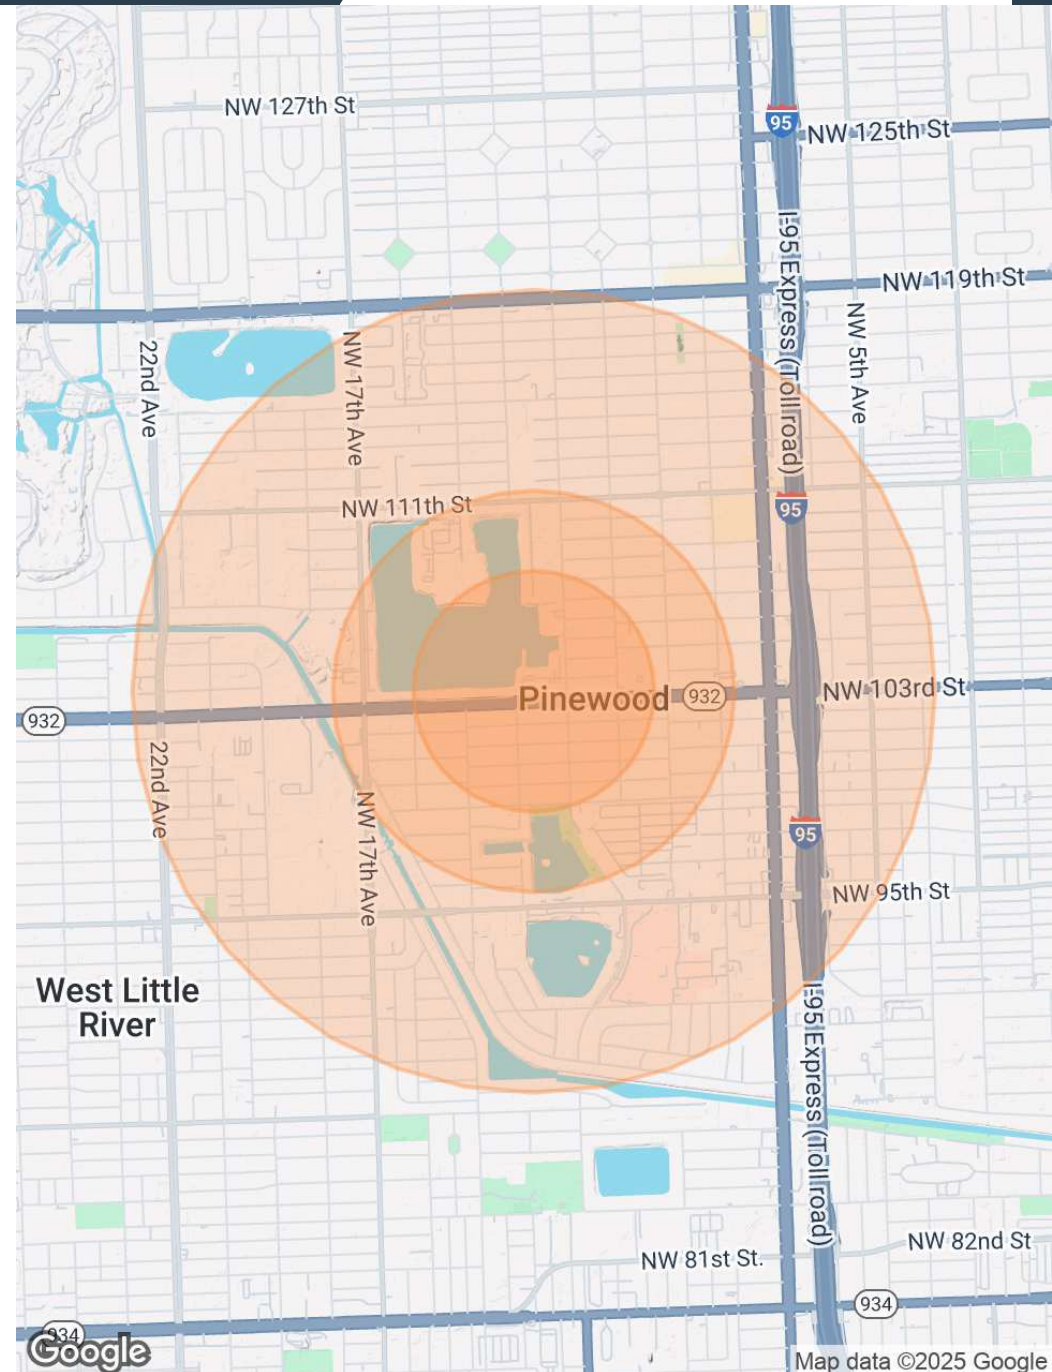 NW 127th St
95
NW 125th St
I-95 Express (Toll road)
NW 119th St
22nd Ave
NW 17th Ave
NW 5th Ave
NW 111th St
95
Pinewood
932
NW 103rd St
932
22nd Ave
NW 17th Ave
95
NW 95th St
West Little
River
I-95 Express (Toll road)
NW 81st St.
NW 82nd St
934
934
Google
Map data ©2025 Google